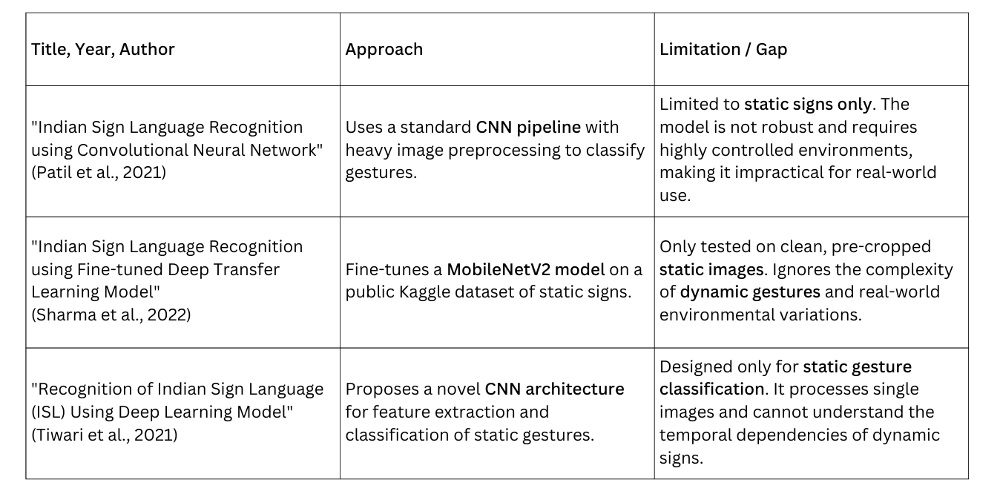 Title, Year, Author
Approach
Limitation / Gap
"Indian Sign Language Recognition
using Convolutional Neural Network"
(Patil et al., 2021)
Uses a standard CNN pipeline with
heavy image preprocessing to classify
gestures.
Limited to static signs only. The
model is not robust and requires
highly controlled environments,
making it impractical for real-world
use.
"Indian Sign Language Recognition
using Fine-tuned Deep Transfer
Learning Model"
(Sharma et al., 2022)
Fine-tunes a MobileNetV2 model on a
public Kaggle dataset of static signs.
Only tested on clean, pre-cropped
static images. Ignores the complexity
of dynamic gestures and real-world
environmental variations.
"Recognition of Indian Sign Language
(ISL) Using Deep Learning Model"
(Tiwari et al., 2021)
Proposes a novel CNN architecture
for feature extraction and
classification of static gestures.
Designed only for static gesture
classification. It processes single
images and cannot understand the
temporal dependencies of dynamic
signs.